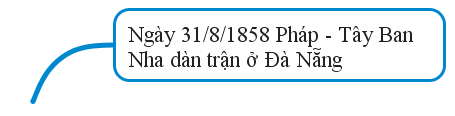 Ngày 31/8/1858 Pháp - Tây Ban
Nha dàn trận ở Đà Nẵng